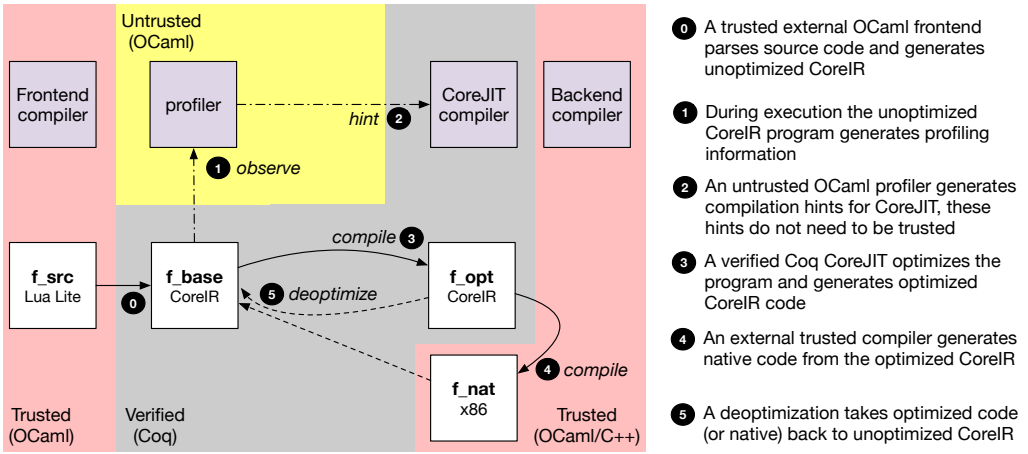 Untrusted
(OCaml)
Frontend
compiler
profiler
hint 2
CoreJIT
compiler
Backend
compiler
1 observe
compile 3
f_src
Lua Lite
0
f_base
CoreIR
5 deoptimize
f_opt
CoreIR
4 compile
f_nat
x86
Trusted
(OCaml)
Verified
(Coq)
Trusted
(OCaml/C++)
0 A trusted external OCaml frontend
parses source code and generates
unoptimized CoreIR
1 During execution the unoptimized
CoreIR program generates profiling
information
2 An untrusted OCaml profiler generates
compilation hints for CoreJIT, these
hints do not need to be trusted
3 A verified Coq CoreJIT optimizes the
program and generates optimized
CoreIR code
4 An external trusted compiler generates
native code from the optimized CoreIR
5 A deoptimization takes optimized code
(or native) back to unoptimized CoreIR